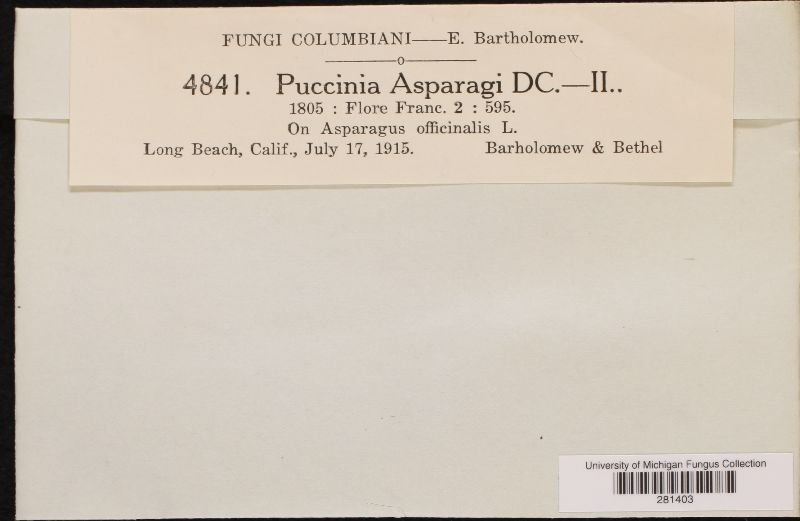 FUNGI COLUMBIANI——E. Bartholomew.
o
4841. Puccinia Asparagi DC.—II..
1805 : Flore Franc. 2 : 595.
On Asparagus officinalis L.
Long Beach, Calif., July 17, 1915. Barholomew & Bethel
University of Michigan Fungus Collection
281403